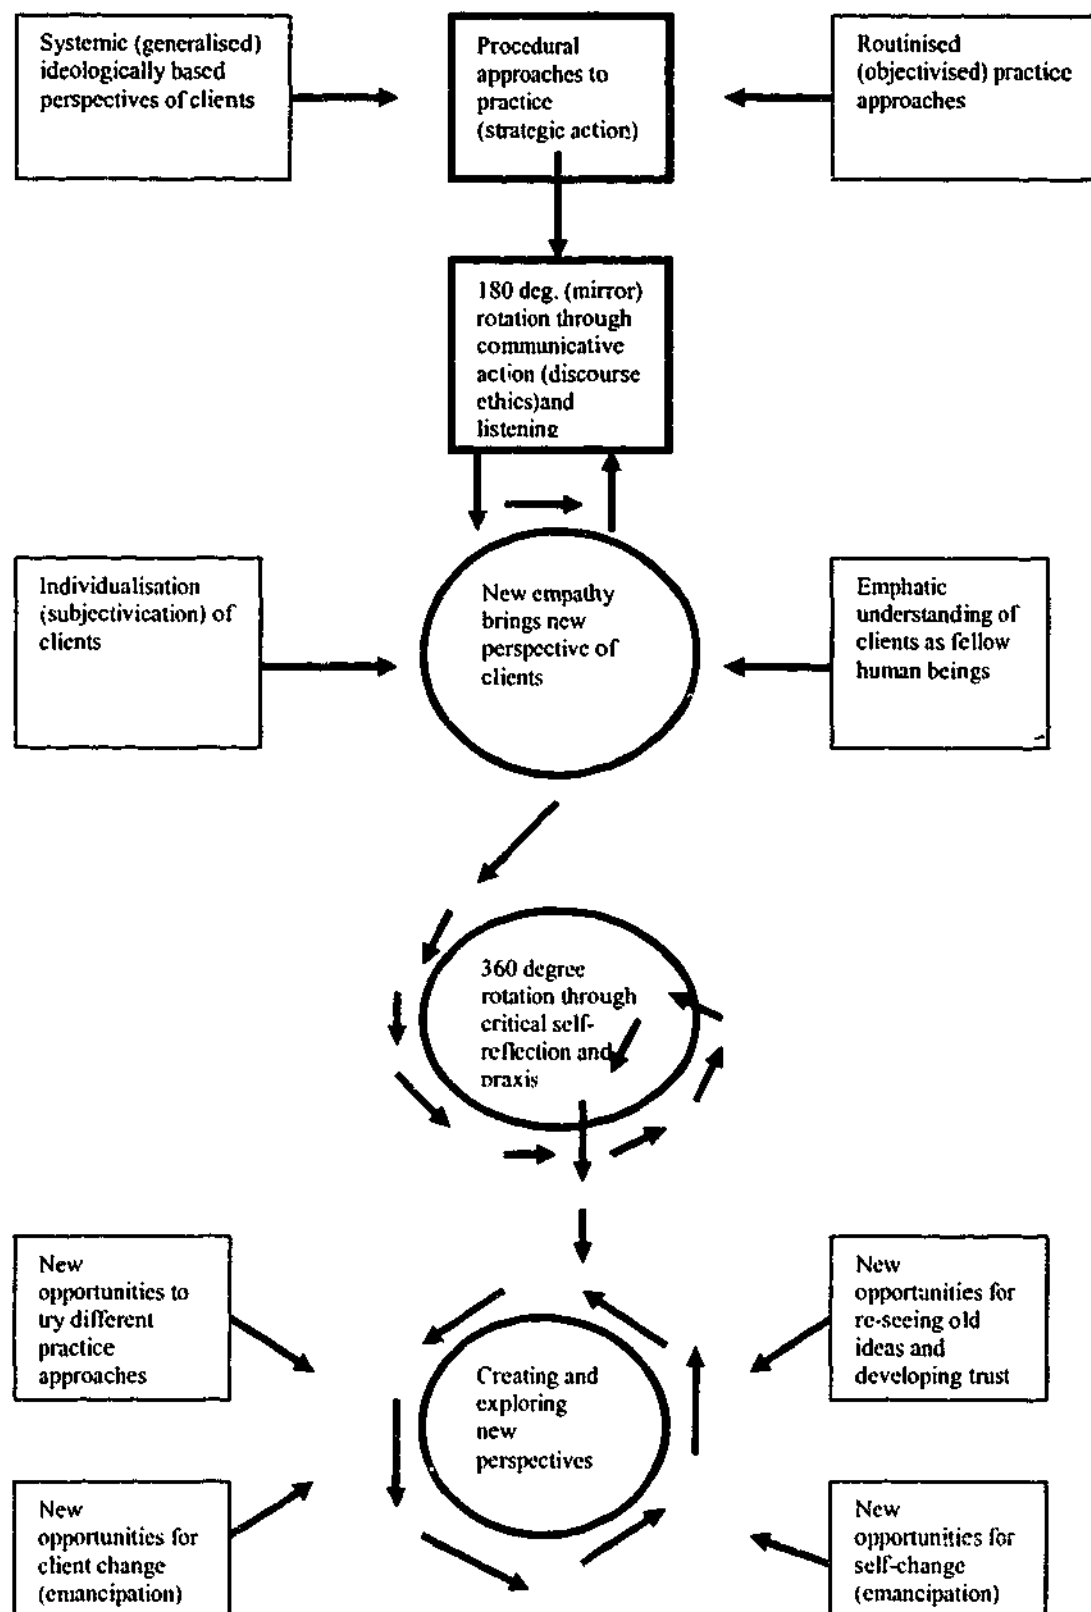 Systemic (generalised)
ideologically based
perspectives of clients
Procedural
approaches to
practice
(strategic action)
Routinised
(objectivised) practice
approaches
180 deg. (mirror)
rotation through
communicative
action (discourse
ethics)and
listening
Individualisation
(subjectivication) of
clients
New empathy
brings new
perspective of
clients
Emphatic
understanding of
clients as fellow
human beings
360 degree
rotation through
critical self-
reflection and
praxis
New
opportunities to
try different
practice
approaches
New
opportunities for
re-seeing old
ideas and
developing trust
Creating and
exploring
new
perspectives
New
opportunities for
client change
(emancipation)
New
opportunities for
self-change
(emancipation)